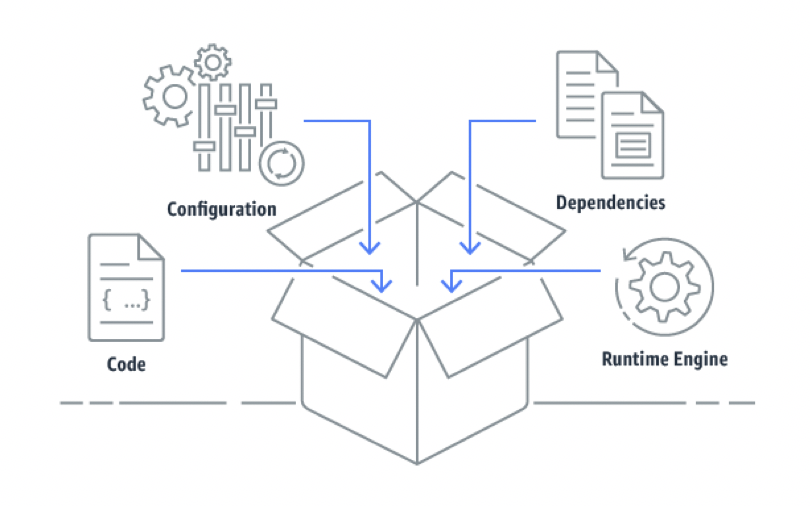 Configuration
Dependencies
{ ...}
Code
Runtime Engine